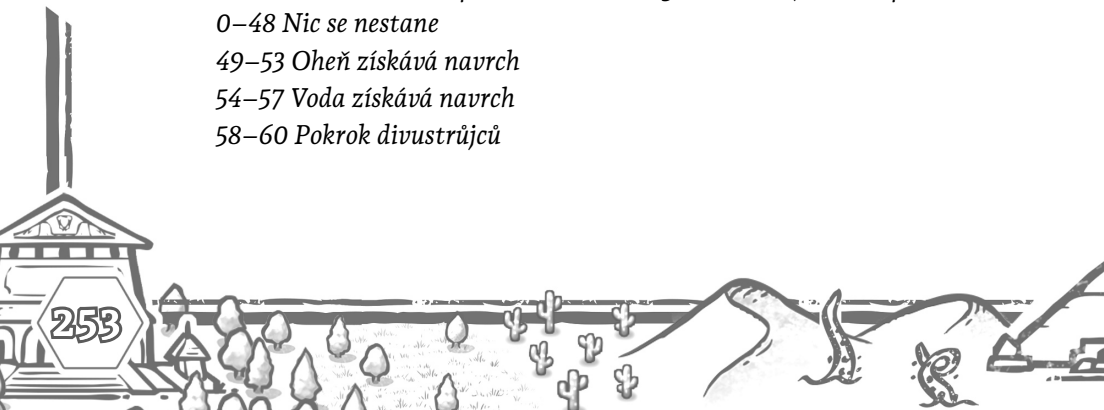 0–48 Nic se nestane
49–53 Oheň získává navrch
54–57 Voda získává navrch
58–60 Pokrok divustrůjců
253